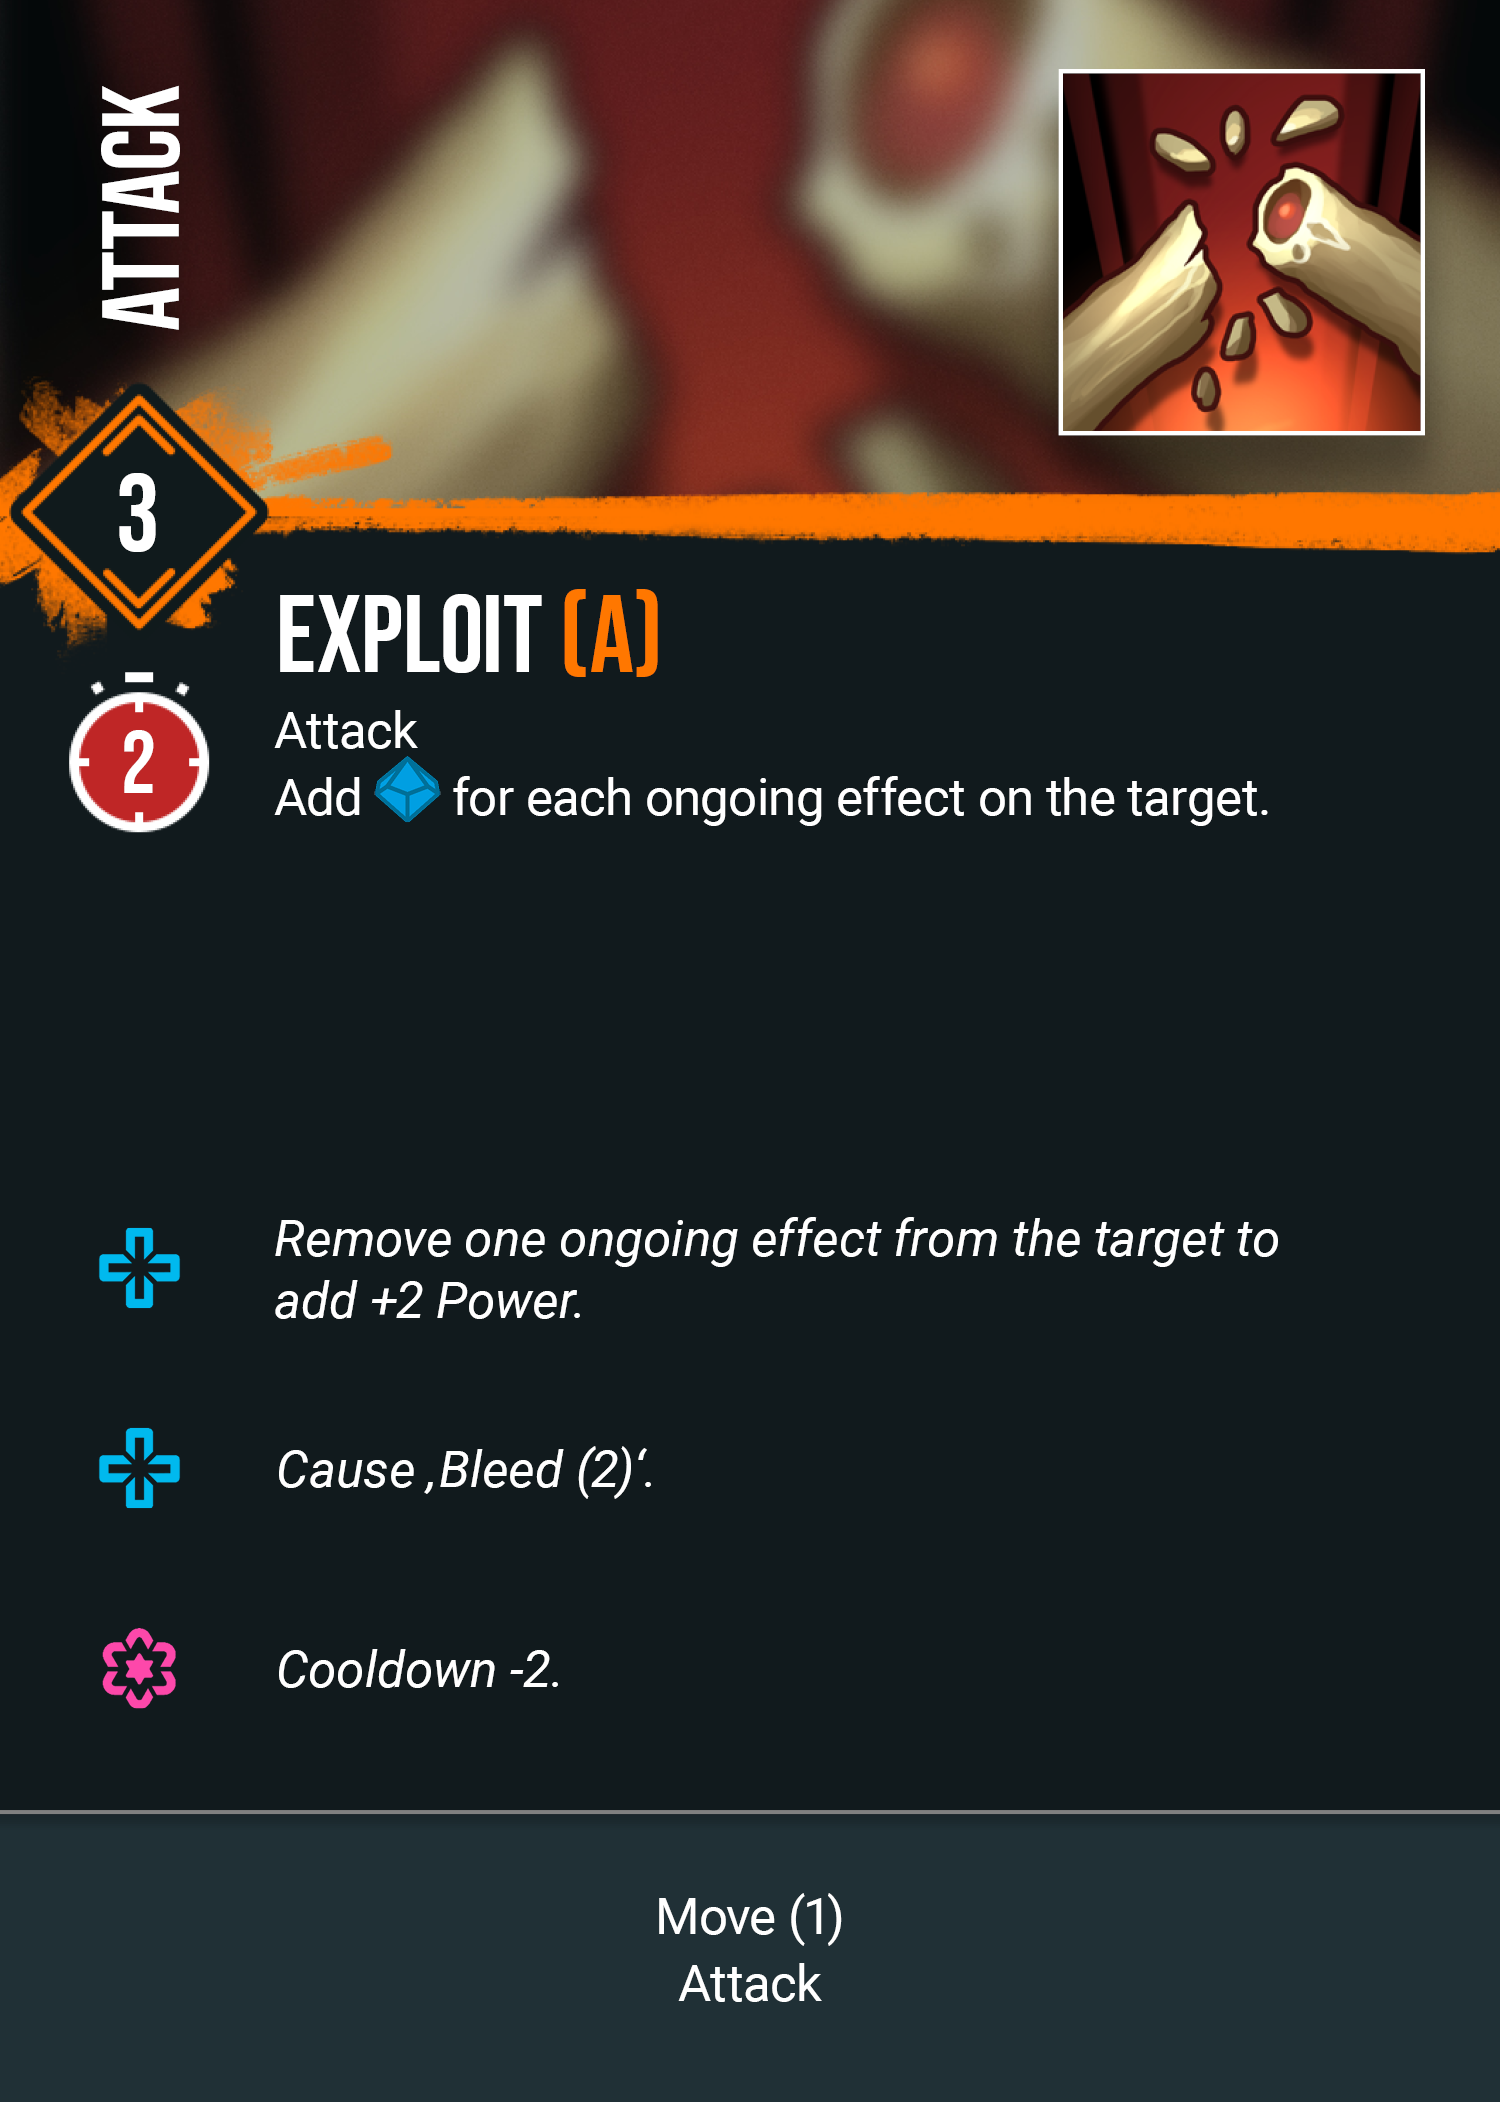 ATTACK
3
EXPLOIT (A)
2
Attack
Add for each ongoing effect on the target.
Remove one ongoing effect from the target to
add +2 Power.
Cause ‚Bleed (2)‘.
Cooldown -2.
Move (1)
Attack